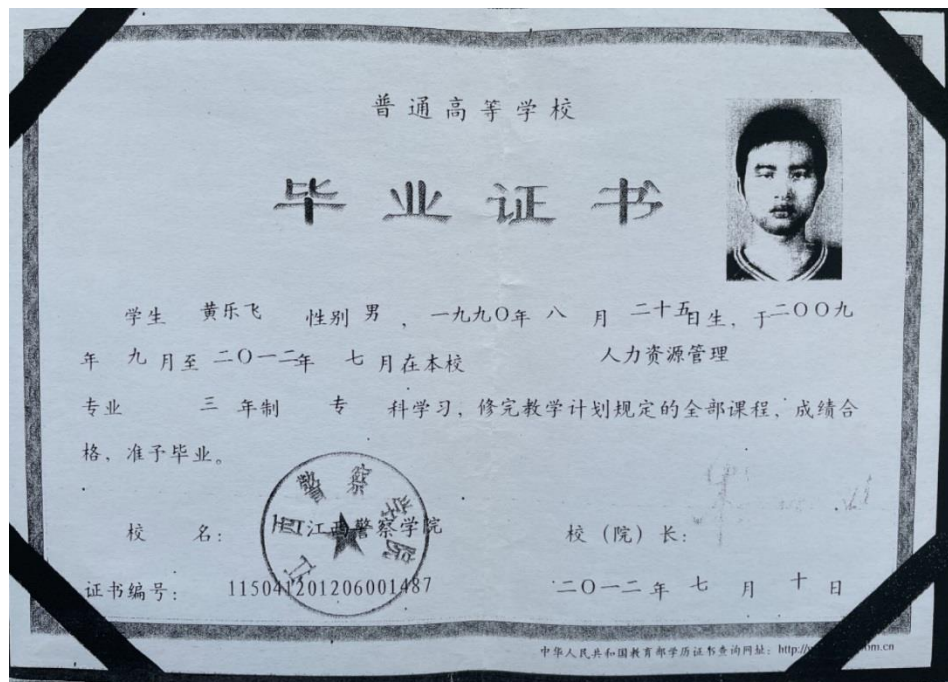 普通高等学校
毕业证书
学生 黄乐飞 性别 男 ，一九九〇年 八 月 二十五日生，于二〇〇九
年 九 月至 二〇一二年 七 月在本校 人力资源管理
专业 三 年制 专 科学习，修完教学计划规定的全部课程，成绩合
格，准予毕业。
江西警察学院
校 名： 江西警察学院 校（院）长：
证书编号： 115041201206001487 二〇一二 年 七 月 十 日
中华人民共和国教育部学历证书查询网址：http://